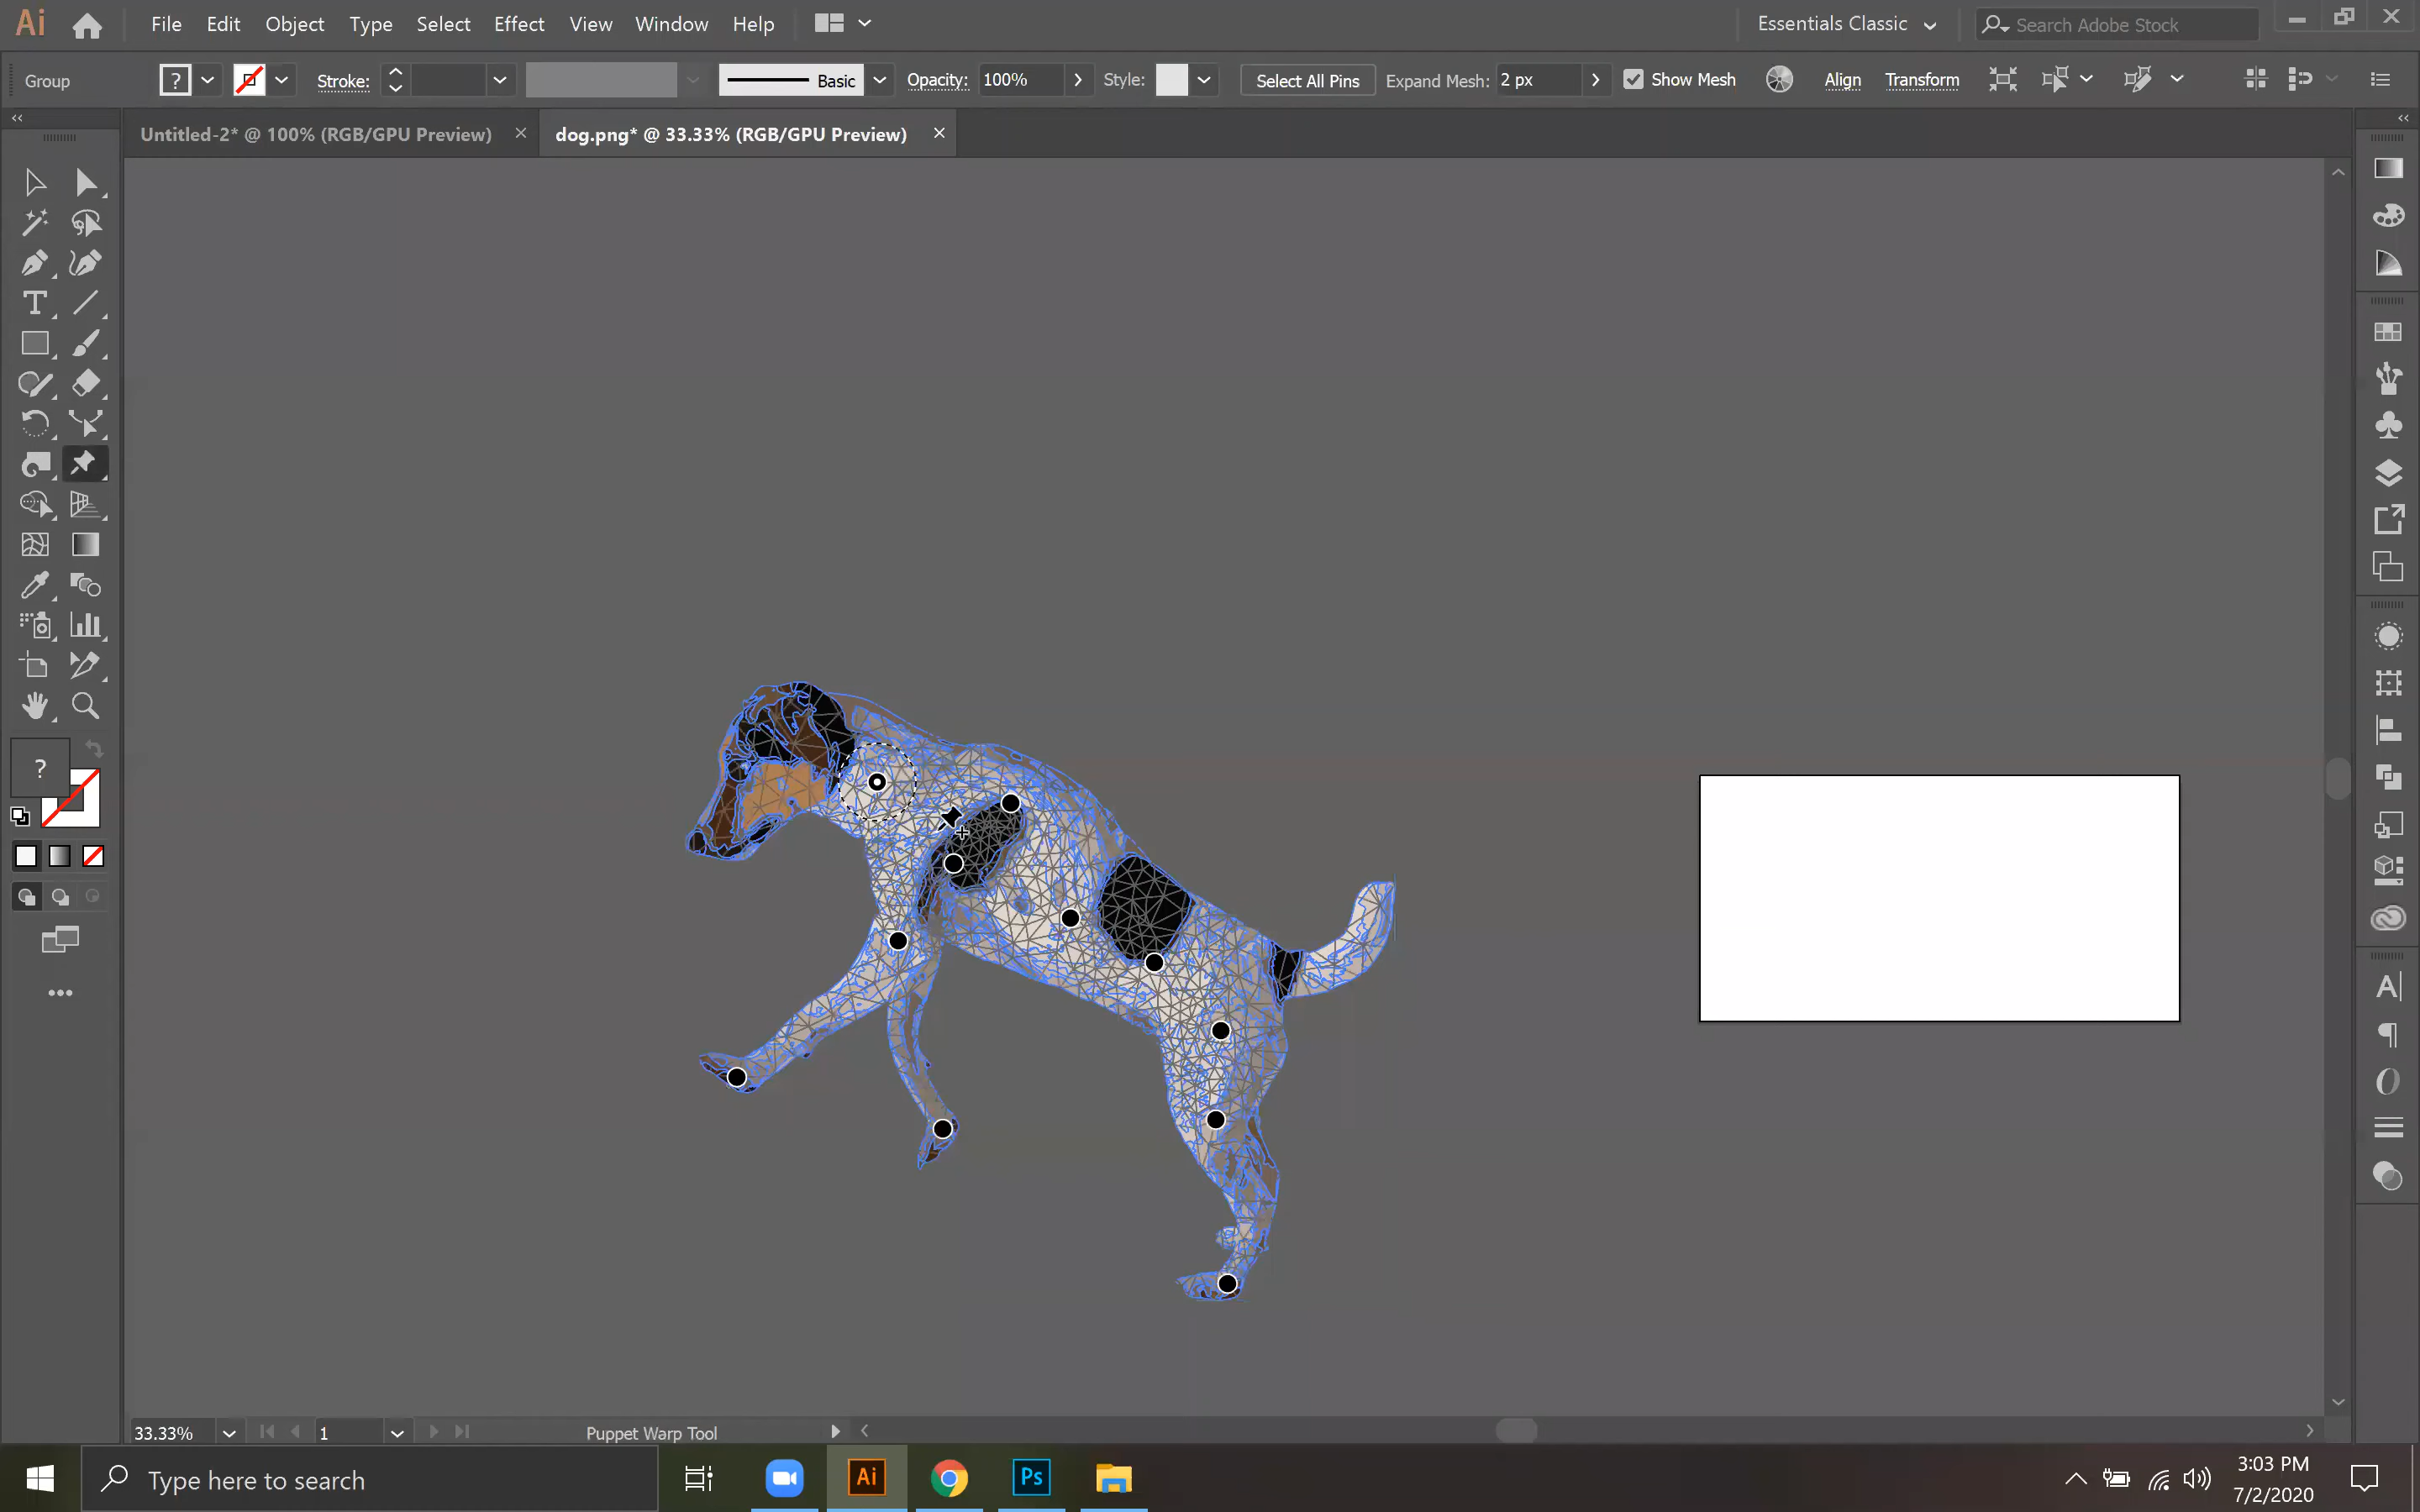 Ai File Edit Object Type Select Effect View Window Help Essentials Classic Search Adobe Stock
Group ? Stroke: Basic Opacity: 100% Style: Select All Pins Expand Mesh: 2 px Show Mesh Align Transform
Untitled-2* @ 100% (RGB/GPU Preview) × dog.png* @ 33.33% (RGB/GPU Preview) ×
T
?
A
33.33% 1 Puppet Warp Tool
Type here to search Ai Ps 3:03 PM
7/2/2020